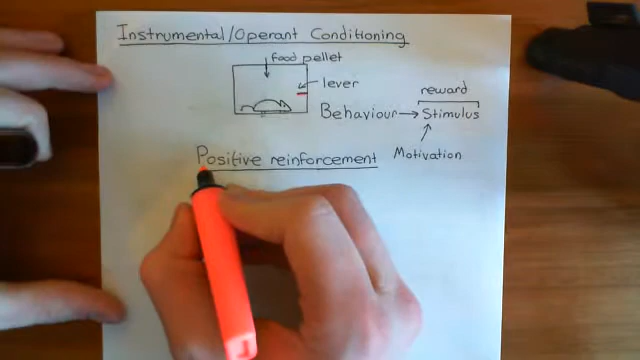 Instrumental/Operant Conditioning
food pellet
lever
reward
Behaviour → Stimulus
Motivation
Positive reinforcement